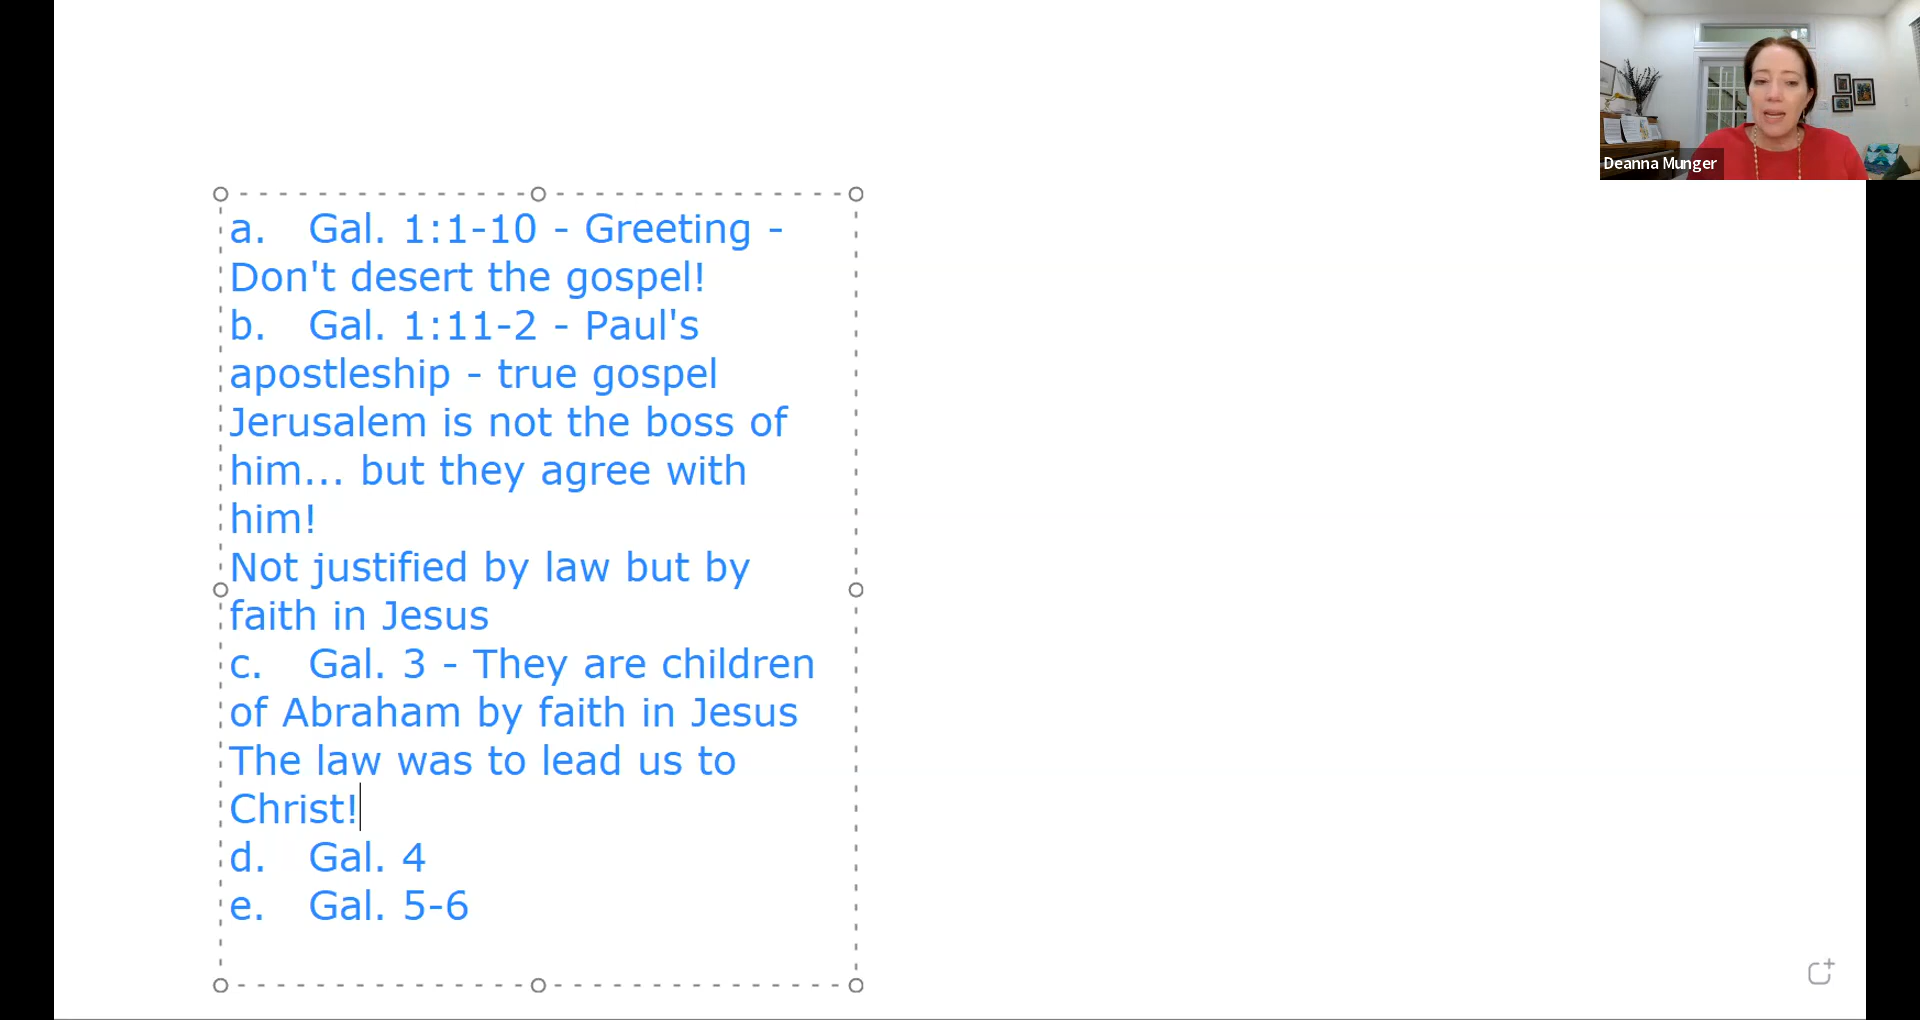 Deanna Munger
a. Gal. 1:1-10 - Greeting -
Don't desert the gospel!
b. Gal. 1:11-2 - Paul's
apostleship - true gospel
Jerusalem is not the boss of
him... but they agree with
him!
Not justified by law but by
faith in Jesus
c. Gal. 3 - They are children
of Abraham by faith in Jesus
The law was to lead us to
Christ!
d. Gal. 4
e. Gal. 5-6